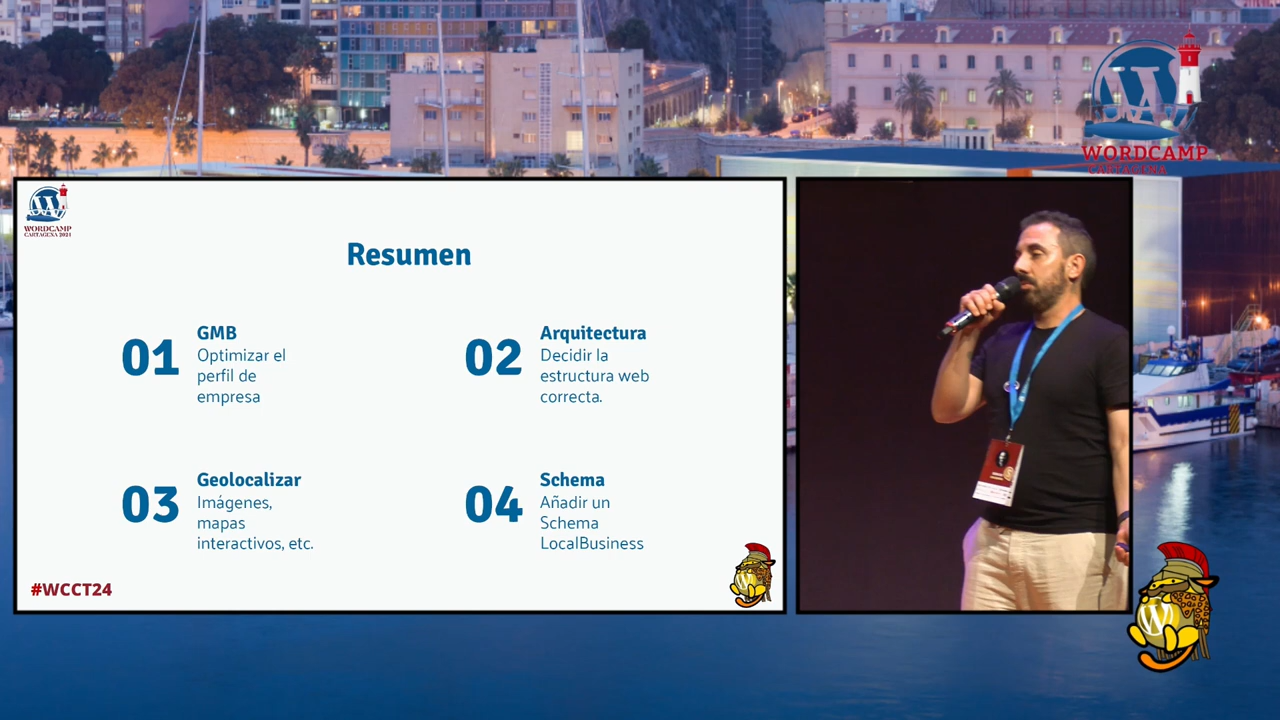 WORDCAMP
CARTAGENA
WORDCAMP
CARTAGENA 2024
Resumen
01
GMB
Optimizar el
perfil de
empresa
02
Arquitectura
Decidir la
estructura web
correcta.
03
Geolocalizar
Imágenes,
mapas
interactivos, etc.
04
Schema
Añadir un
Schema
LocalBusiness
#WCCT24